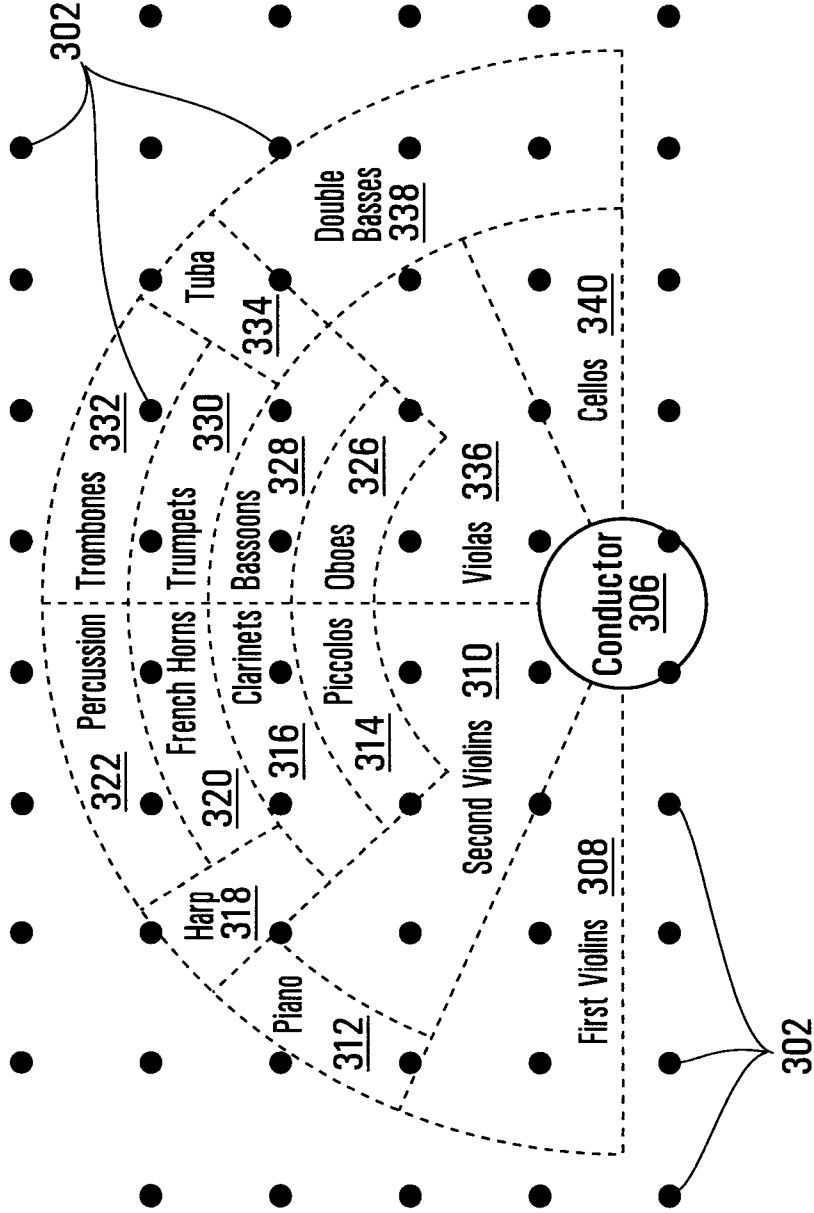 302
Percussion
322
Trombones
332
French Horns
320
Trumpets
330
Tuba
334
Harp
318
Clarinets
316
Bassoons
328
Piano
312
Piccolos
314
Oboes
326
Double
Basses
338
Second Violins 310
Violas 336
First Violins 308
Conductor
306
Cellos 340
302